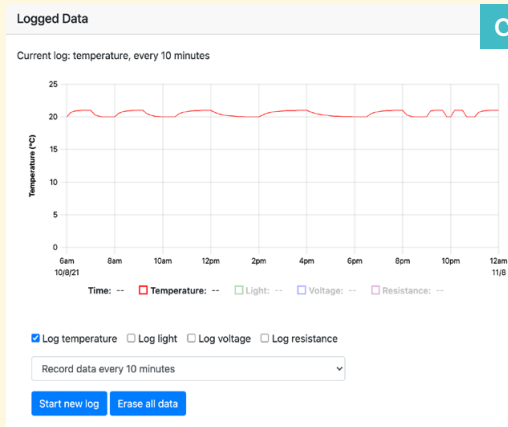 Logged Data
Current log: temperature, every 10 minutes
25
20
15
10
5
0
Temperature (°C)
6am 8am 10am 12pm 2pm 4pm 6pm 8pm 10pm 12am
10/8/21 11/8
Time: -- Temperature: -- Light: -- Voltage: -- Resistance: --
Log temperature Log light Log voltage Log resistance
Record data every 10 minutes
Start new log Erase all data